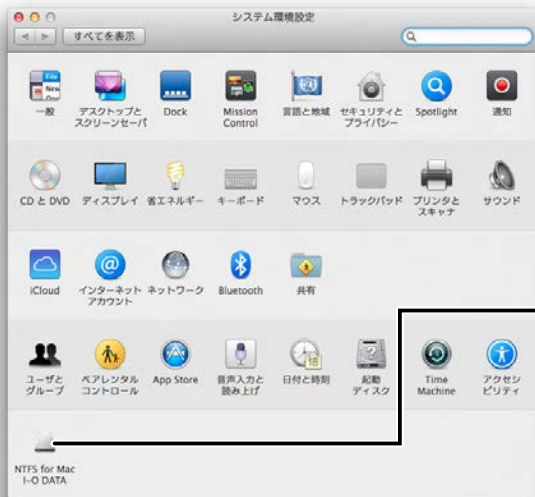 システム環境設定
すべてを表示
File
New
一般
デスクトップと
スクリーンセーバ
Dock
Mission
Control
言語と地域
セキュリティと
プライバシー
Spotlight
通知
CD と DVD
ディスプレイ
省エネルギー
キーボード
マウス
トラックパッド
プリンタと
スキャナ
サウンド
iCloud
インターネット
アカウント
ネットワーク
Bluetooth
共有
ユーザと
グループ
ペアレンタル
コントロール
App Store
音声入力と
読み上げ
18
日付と時刻
?
起動
ディスク
Time
Machine
アクセシ
ビリティ
NTFS for Mac
I-O DATA